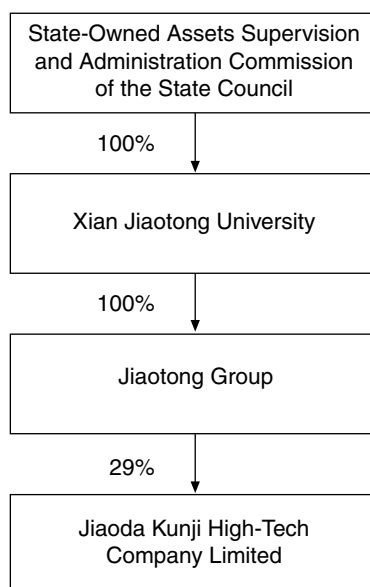 State-Owned Assets Supervision
and Administration Commission
of the State Council
100%
Xian Jiaotong University
100%
Jiaotong Group
29%
Jiaoda Kunji High-Tech
Company Limited